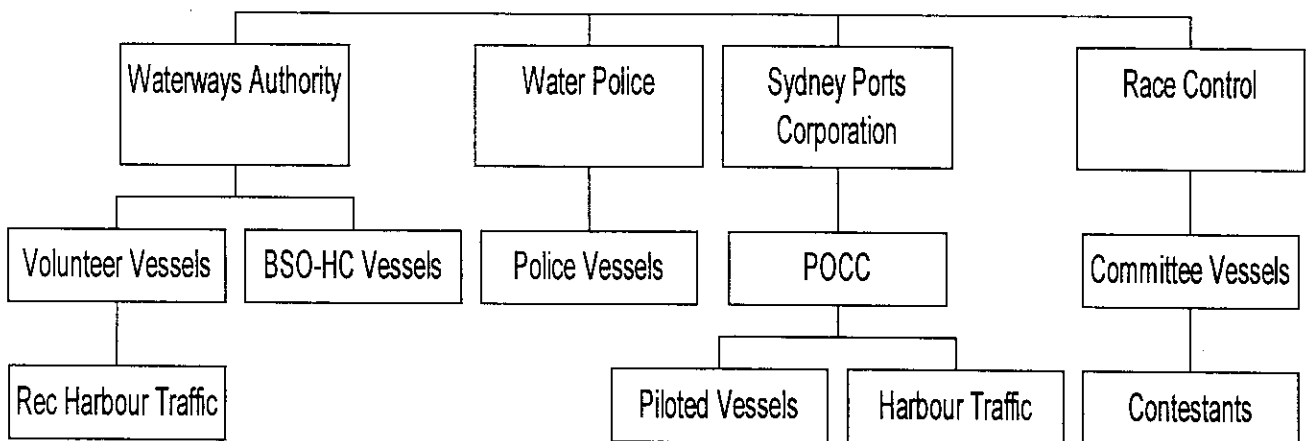 Waterways Authority
Water Police
Sydney Ports
Corporation
Race Control
Volunteer Vessels
BSO-HC Vessels
Police Vessels
POCC
Committee Vessels
Rec Harbour Traffic
Piloted Vessels
Harbour Traffic
Contestants